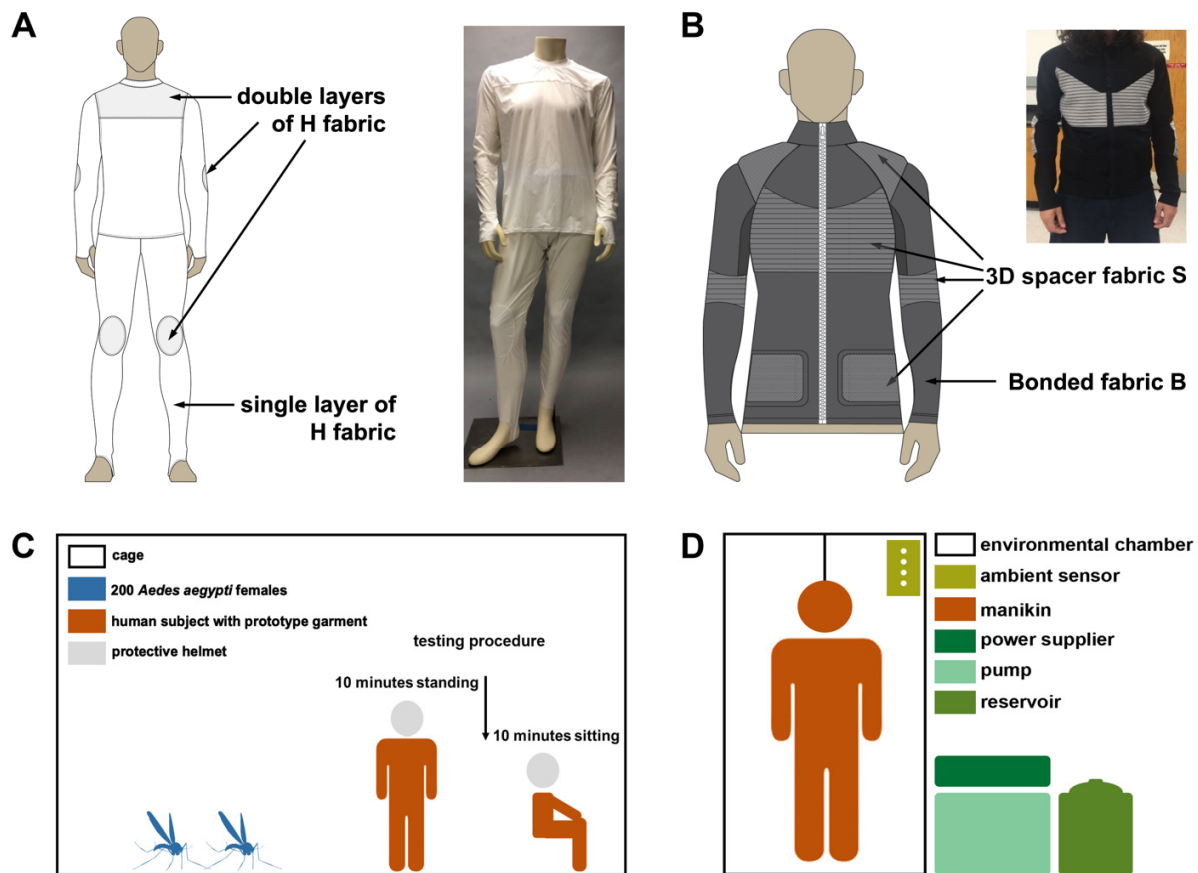 A
double layers
of H fabric
single layer of
H fabric
B
3D spacer fabric S
Bonded fabric B
C
cage
200 Aedes aegypti females
human subject with prototype garment
protective helmet
testing procedure
10 minutes standing
10 minutes sitting
D
environmental chamber
ambient sensor
manikin
power supplier
pump
reservoir